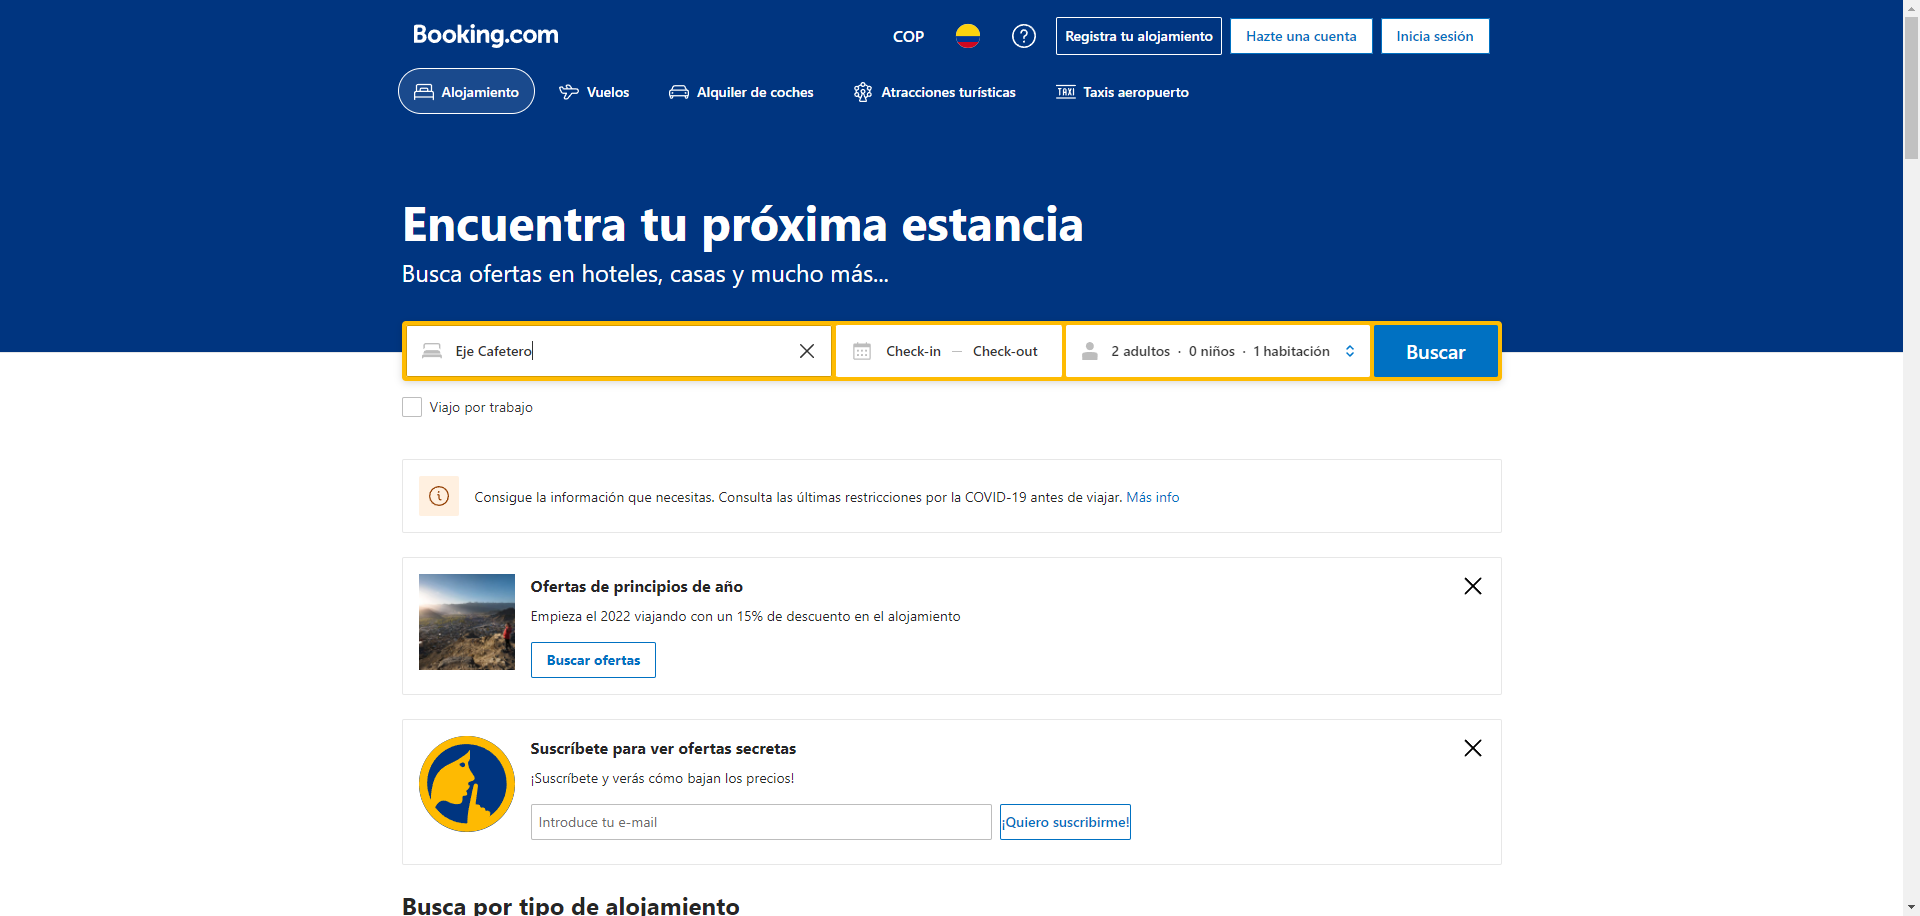 Booking.com
COP
Registra tu alojamiento
Hazte una cuenta
Inicia sesión
Alojamiento
Vuelos
Alquiler de coches
Atracciones turísticas
TAXI
Taxis aeropuerto
Encuentra tu próxima estancia
Busca ofertas en hoteles, casas y mucho más...
Eje Cafetero
Check-in — Check-out
2 adultos · 0 niños · 1 habitación
Buscar
Viajo por trabajo
Consigue la información que necesitas. Consulta las últimas restricciones por la COVID-19 antes de viajar. Más info
Ofertas de principios de año
Empieza el 2022 viajando con un 15% de descuento en el alojamiento
Buscar ofertas
Suscríbete para ver ofertas secretas
¡Suscríbete y verás cómo bajan los precios!
Introduce tu e-mail
¡Quiero suscribirme!
Busca por tipo de alojamiento